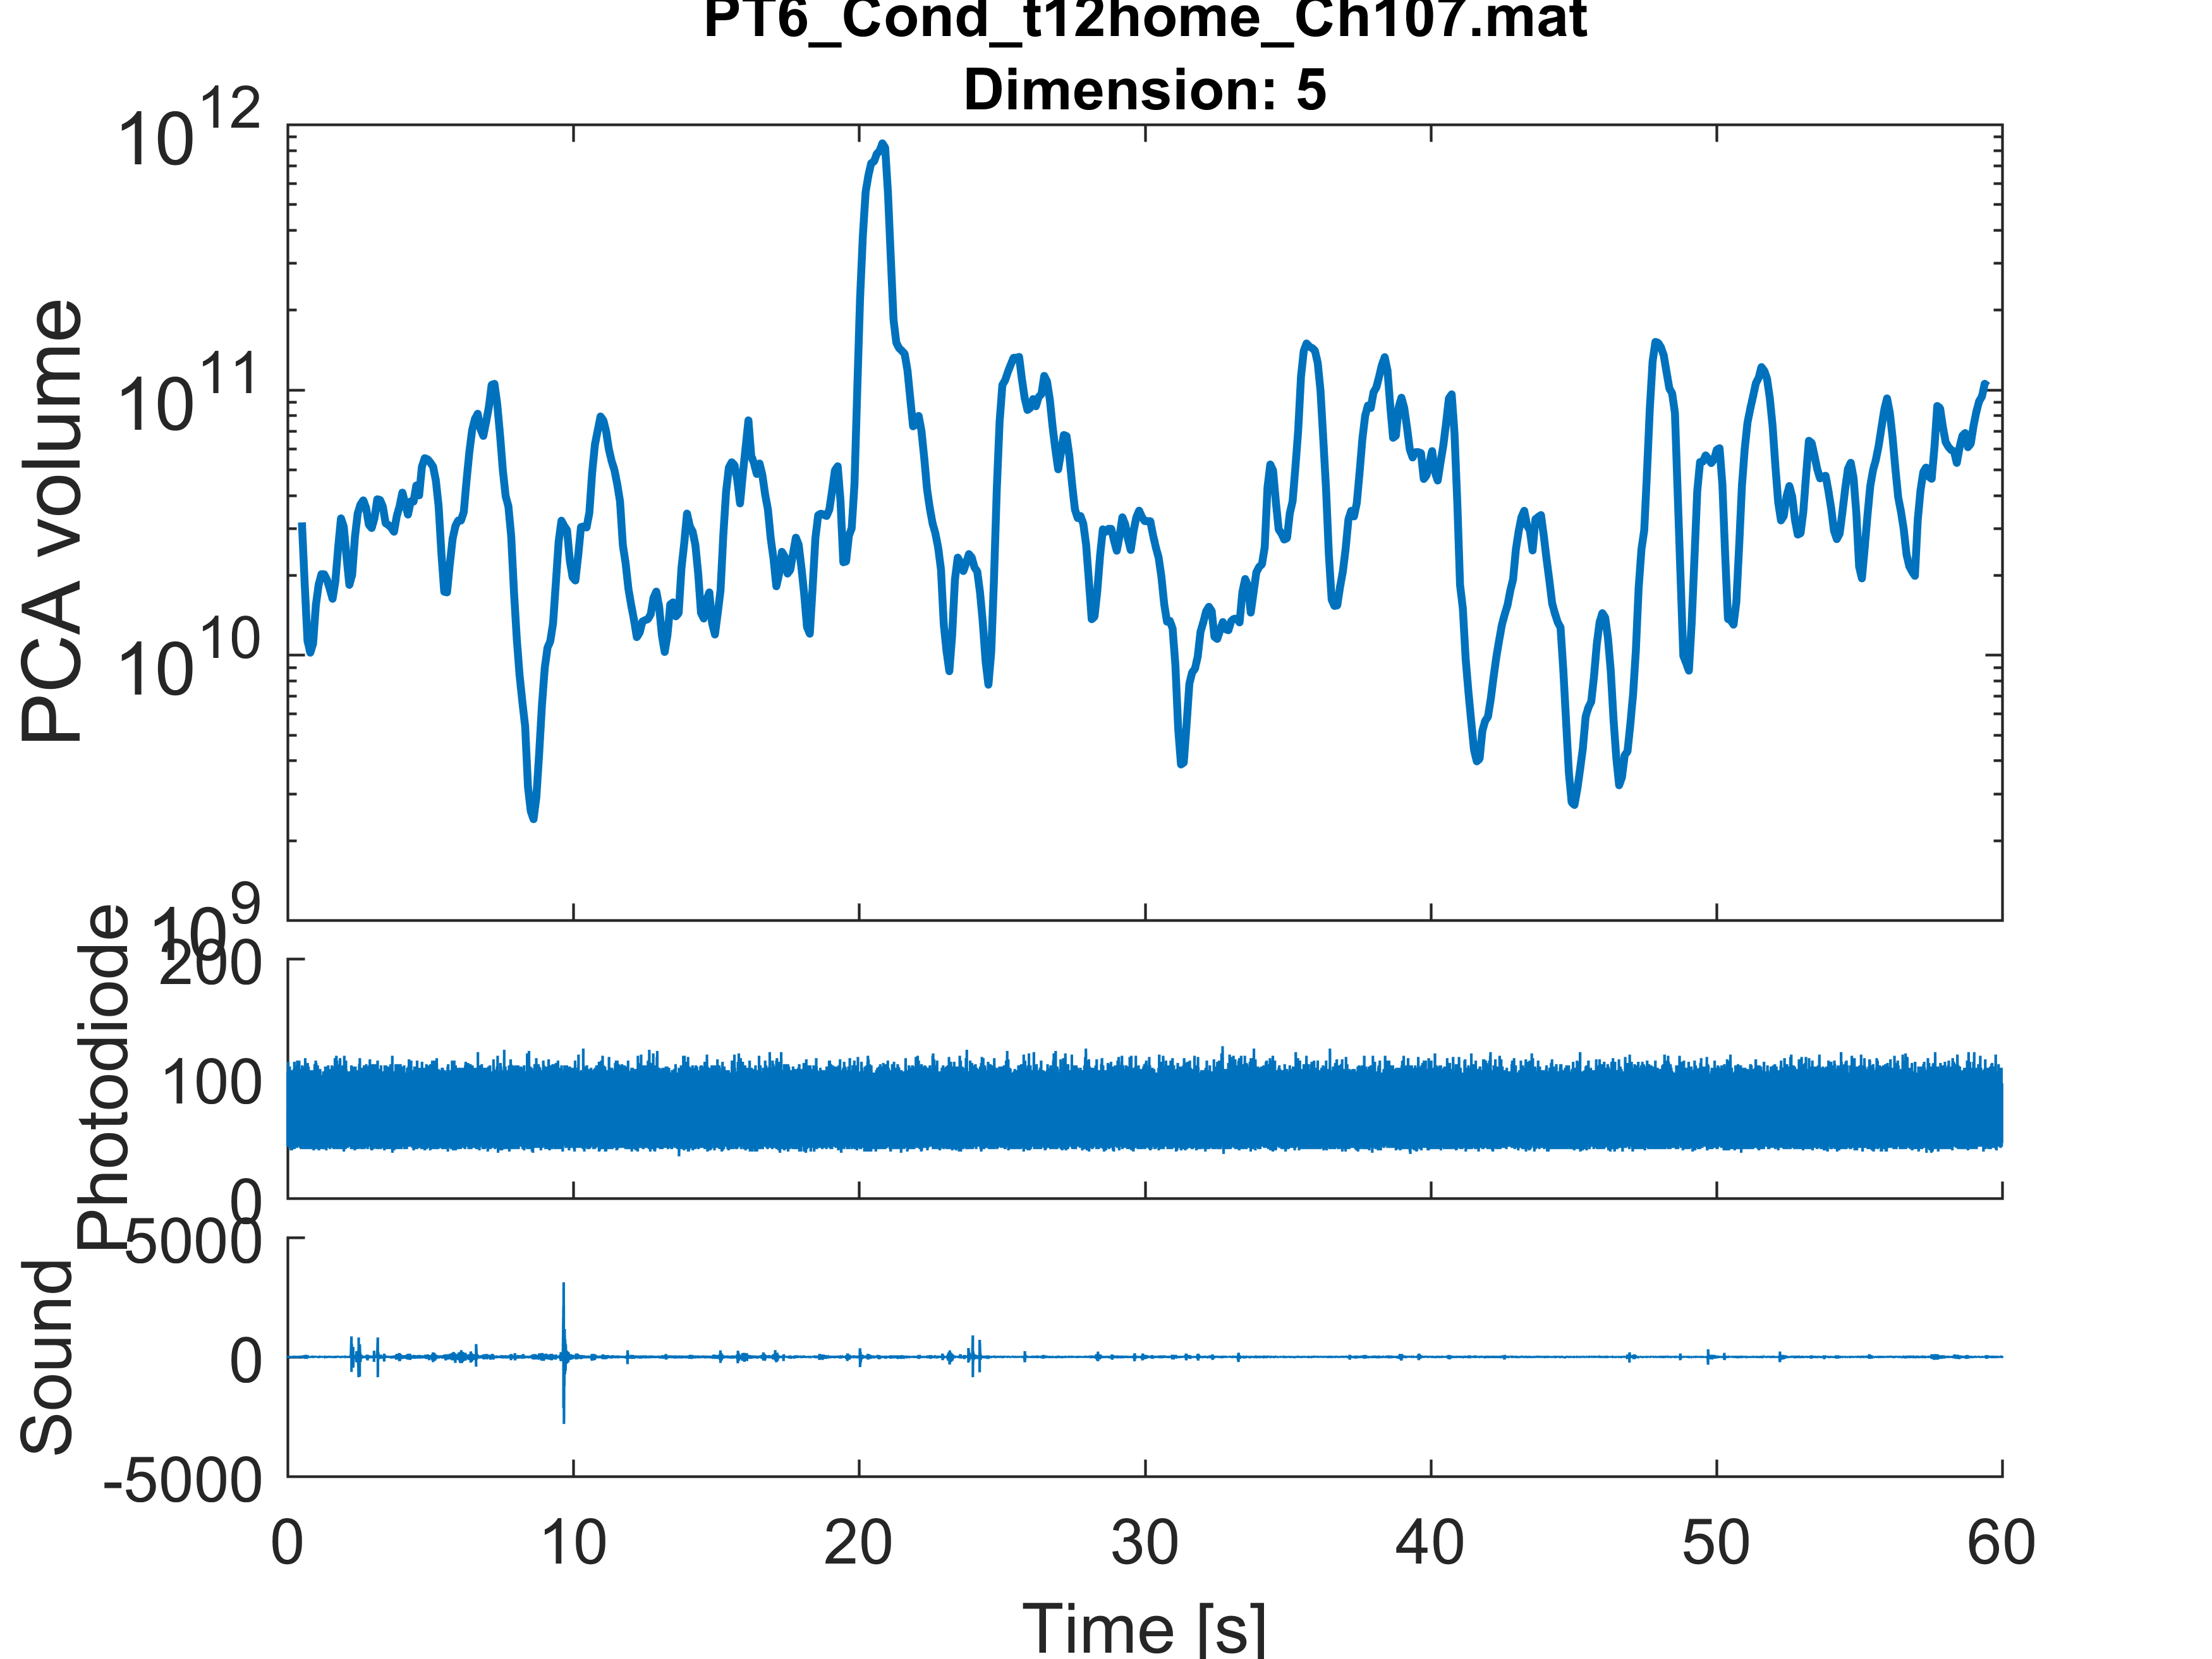 PT6_Cond_t12home_Ch107.mat
Dimension: 5
PCA volume
10^12
10^11
10^10
10^9
Photodiode
200
100
0
Sound
5000
0
-5000
0 10 20 30 40 50 60
Time [s]